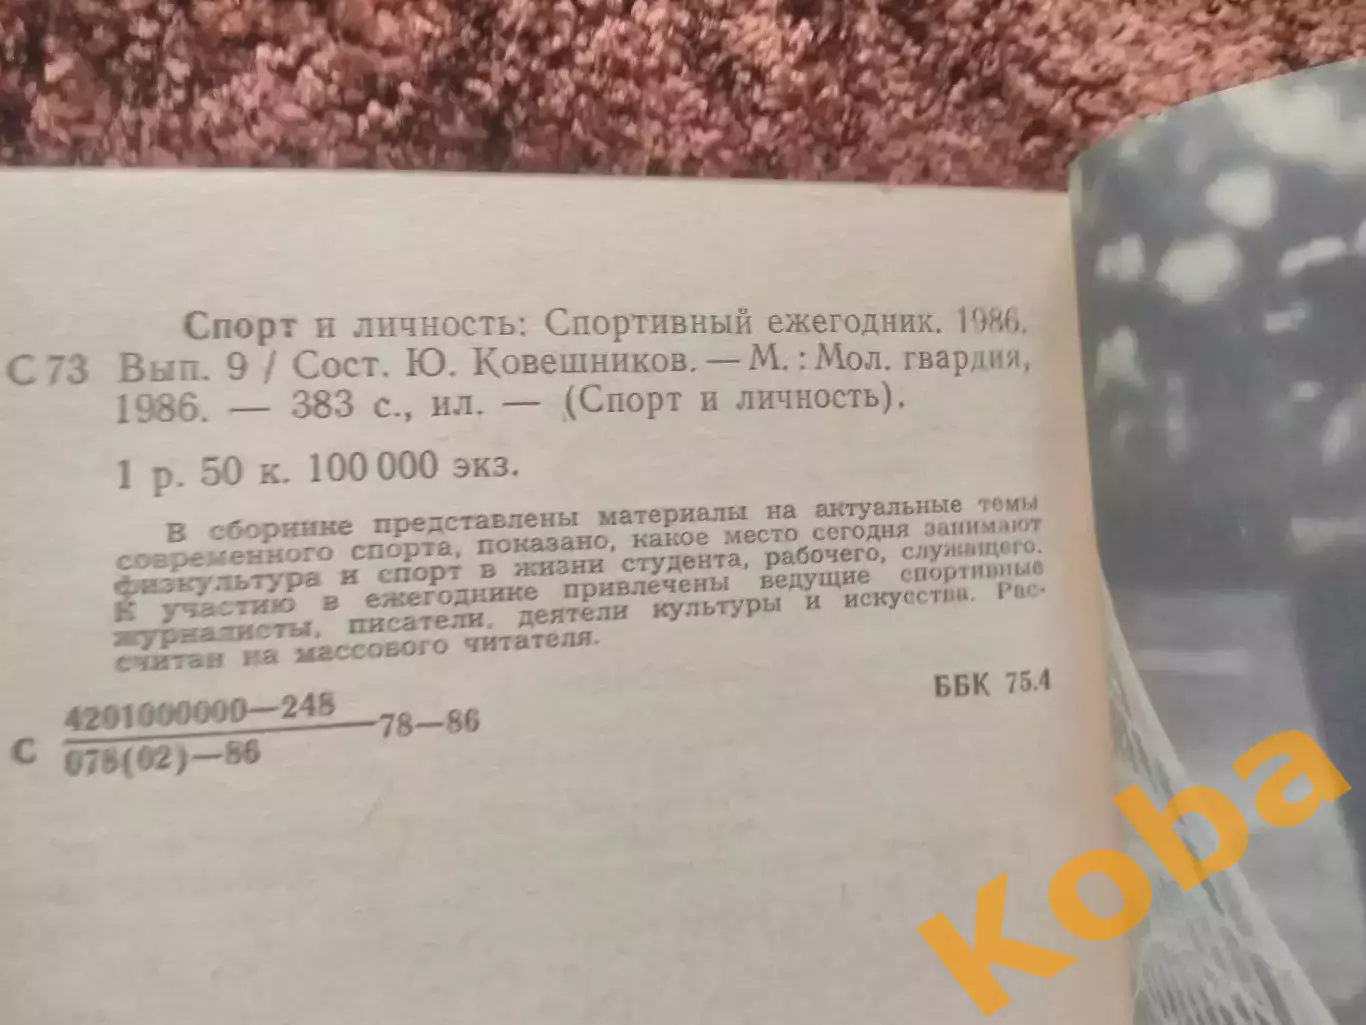 Спорт и личность: Спортивный ежегодник. 1986.
С 73 Вып. 9 / Сост. Ю. Ковешников. — М. : Мол. гвардия,
1986. — 383 с., ил. — (Спорт и личность).
1 р. 50 к. 100 000 экз.
В сборнике представлены материалы на актуальные темы
современного спорта, показано, какое место сегодня занимают
физкультура и спорт в жизни студента, рабочего, служащего.
К участию в ежегоднике привлечены ведущие спортивные
журналисты, писатели, деятели культуры и искусства. Рас-
считан на массового читателя.
ББК 75.4
4201000000—248
С 78—86
078(02)—86
Koba